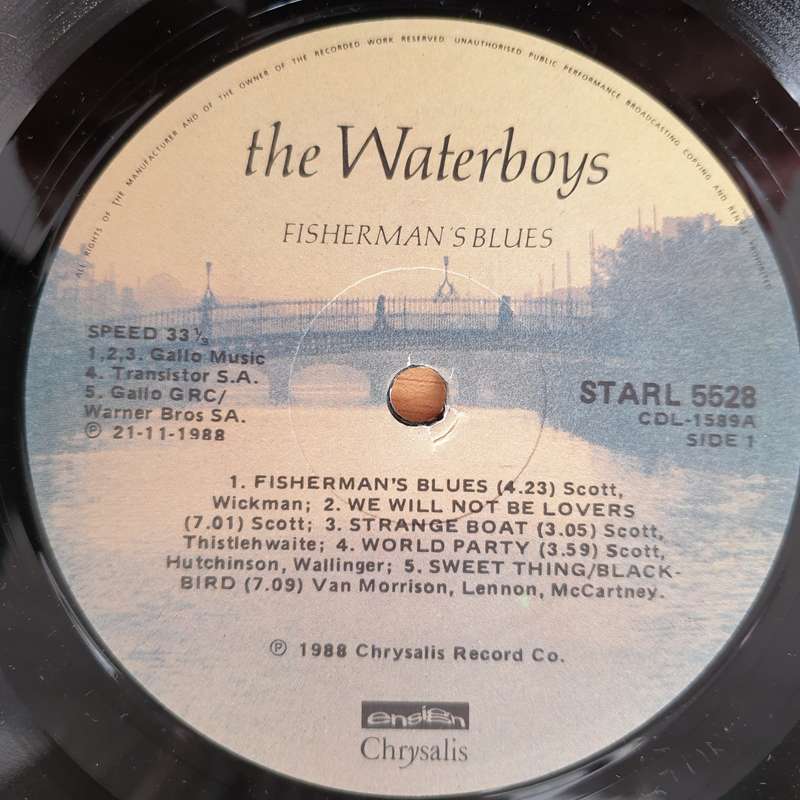 ALL RIGHTS OF THE MANUFACTURER AND OF THE OWNER OF THE RECORDED WORK RESERVED. UNAUTHORISED PUBLIC PERFORMANCE BROADCASTING COPYING AND RENTAL PROHIBITED
the Waterboys
FISHERMAN'S BLUES
SPEED 33 1/3
1,2,3. Gallo Music
4. Transistor S.A.
5. Gallo GRC/
Warner Bros SA.
℗ 21-11-1988
STARL 5528
CDL-1589A
SIDE 1
1. FISHERMAN'S BLUES (4.23) Scott,
Wickman; 2. WE WILL NOT BE LOVERS
(7.01) Scott; 3. STRANGE BOAT (3.05) Scott,
Thistlehwaite; 4. WORLD PARTY (3.59) Scott,
Hutchinson, Wallinger; 5. SWEET THING/BLACK-
BIRD (7.09) Van Morrison, Lennon, McCartney.
℗ 1988 Chrysalis Record Co.
ensign
Chrysalis